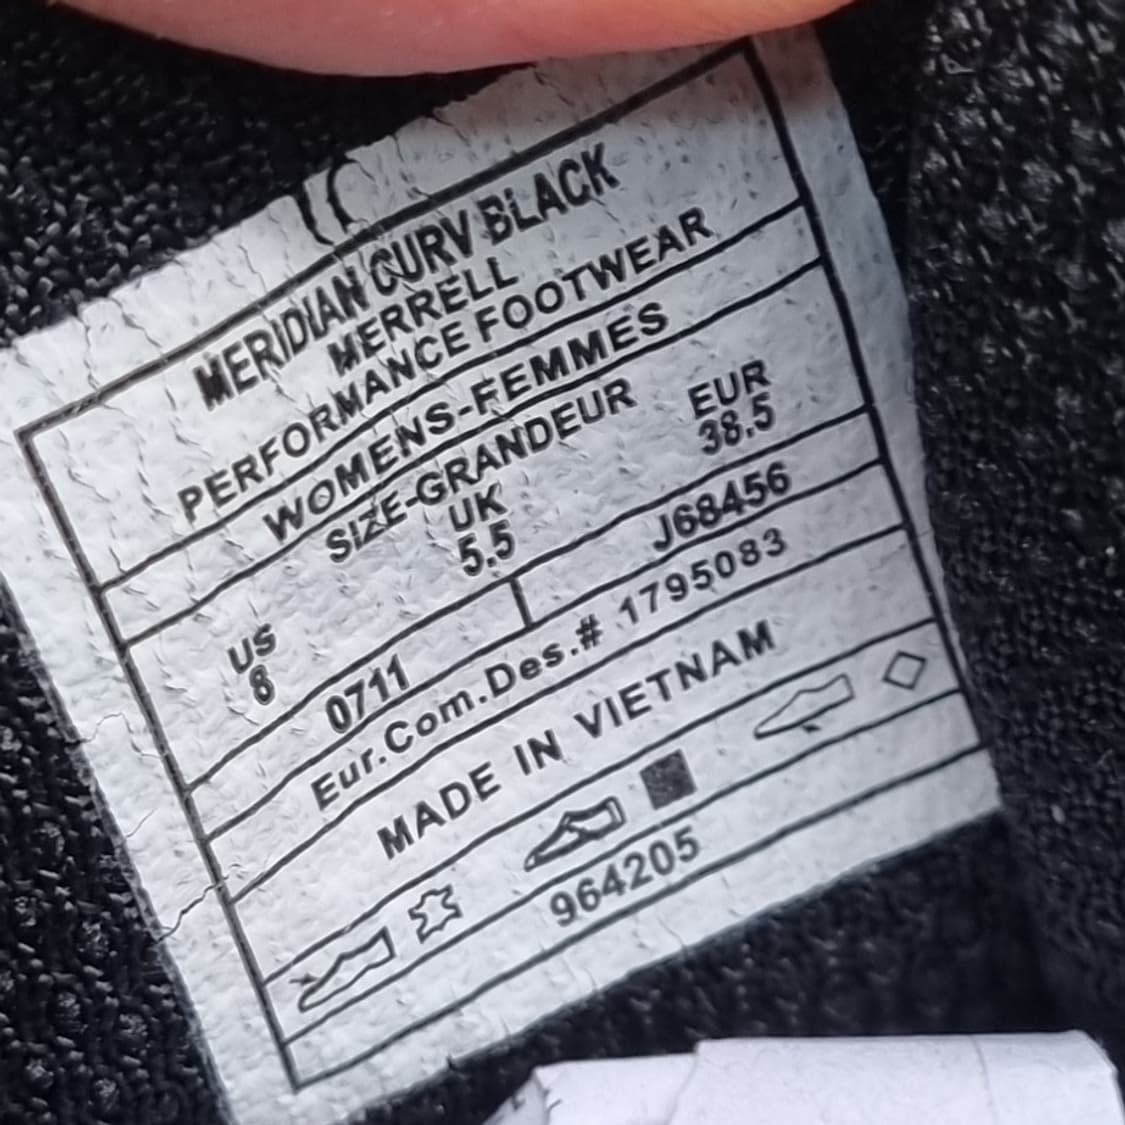 MERIDIAN CURV BLACK
MERRELL
PERFORMANCE FOOTWEAR
WOMENS-FEMMES
SIZE-GRANDEUR
US UK EUR
8 5.5 38.5
0711 J68456
Eur.Com.Des.# 1795083
MADE IN VIETNAM
964205